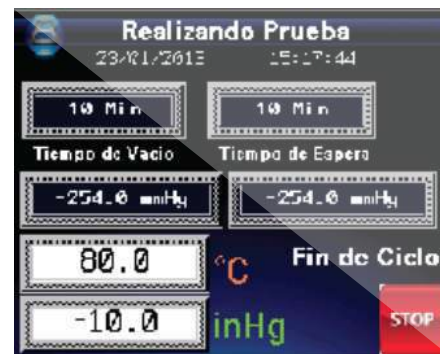 Realizando Prueba
23/01/2013 15:17:44
10 Min 10 Min
Tiempo de Vacio Tiempo de Espera
-254.0 mmHg -254.0 mmHg
80.0 °C Fin de Ciclo
-10.0 inHg STOP